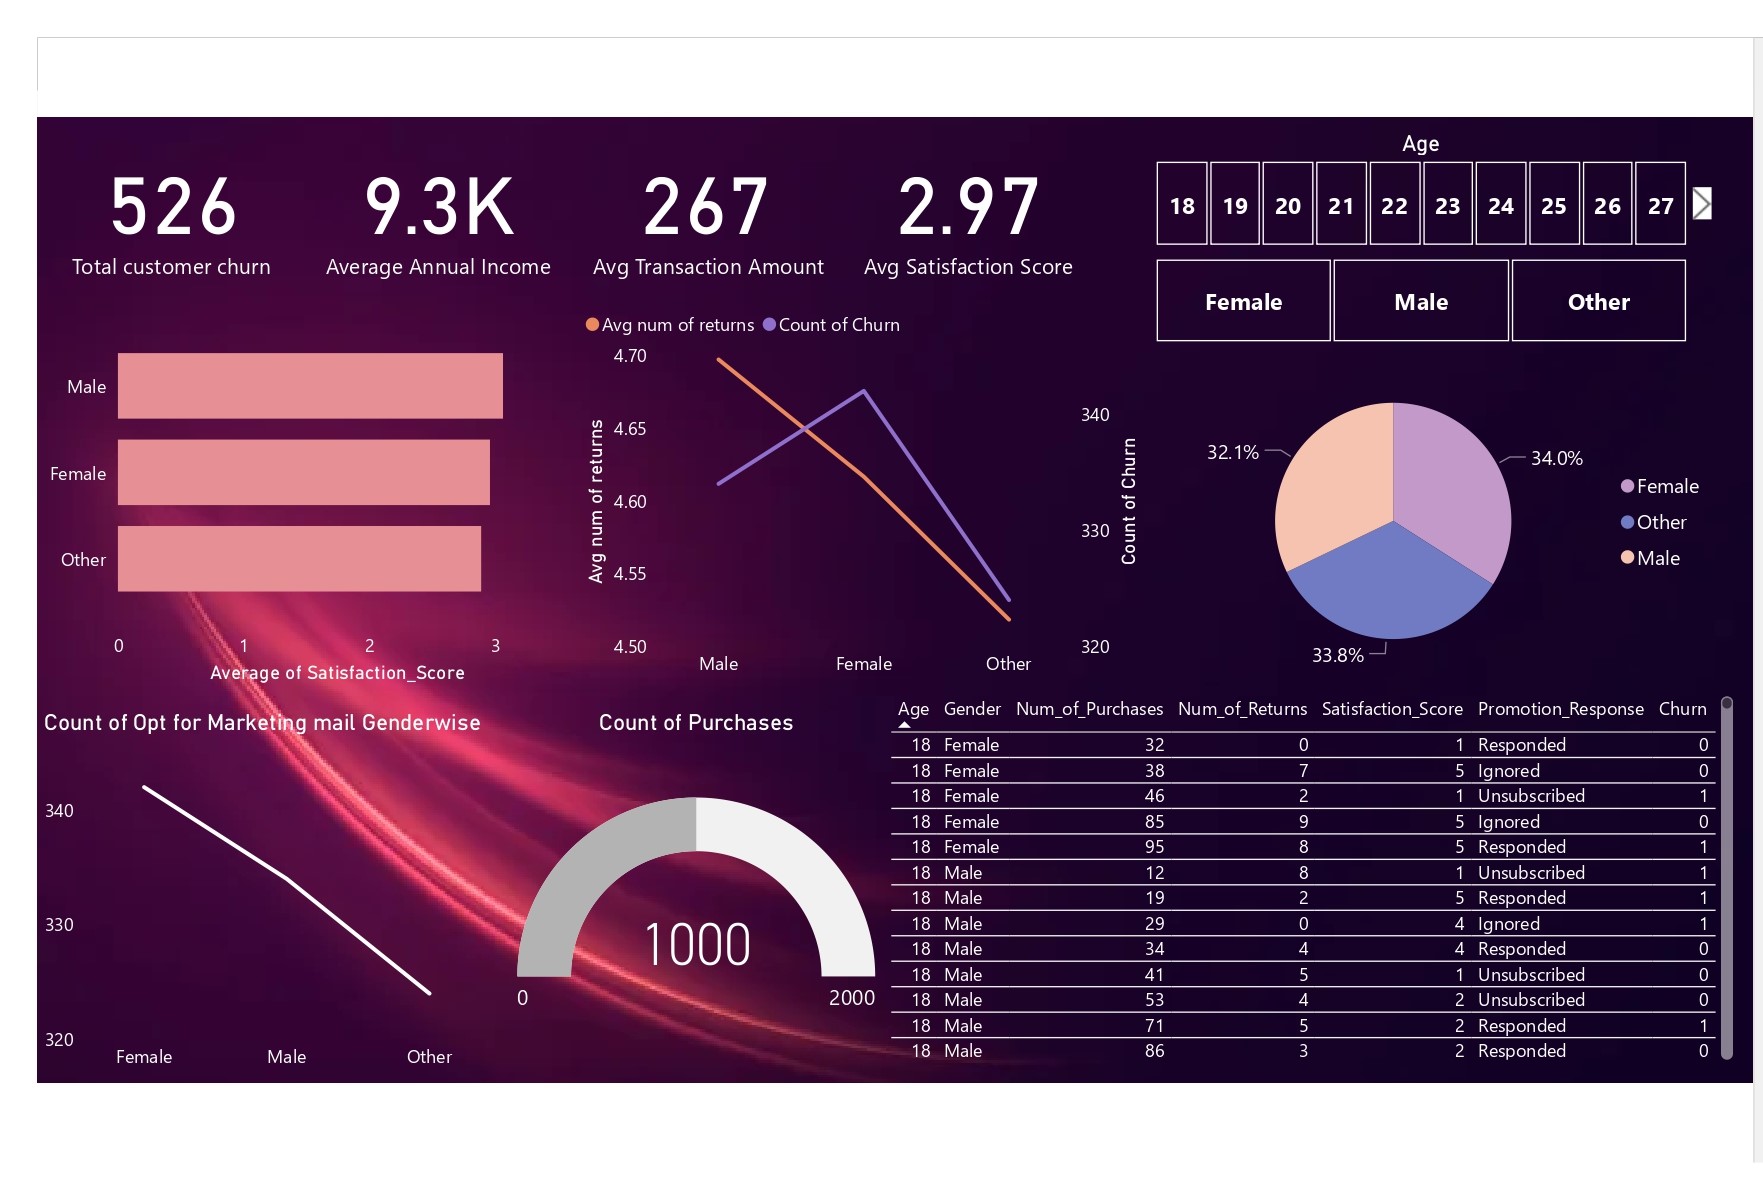 526
Total customer churn
9.3K
Average Annual Income
267
Avg Transaction Amount
2.97
Avg Satisfaction Score
Age
18 19 20 21 22 23 24 25 26 27
Female Male Other
Male
Female
Other
0 1 2 3
Average of Satisfaction_Score
Avg num of returns Count of Churn
4.70
4.65
4.60
4.55
4.50
Avg num of returns
Male Female Other
340
330
320
Count of Churn
32.1%
34.0%
33.8%
Female
Other
Male
Count of Opt for Marketing mail Genderwise
340
330
320
Female Male Other
Count of Purchases
1000
0 2000
Age Gender Num_of_Purchases Num_of_Returns Satisfaction_Score Promotion_Response Churn
18 Female 32 0 1 Responded 0
18 Female 38 7 5 Ignored 0
18 Female 46 2 1 Unsubscribed 1
18 Female 85 9 5 Ignored 0
18 Female 95 8 5 Responded 1
18 Male 12 8 1 Unsubscribed 1
18 Male 19 2 5 Responded 1
18 Male 29 0 4 Ignored 1
18 Male 34 4 4 Responded 0
18 Male 41 5 1 Unsubscribed 0
18 Male 53 4 2 Unsubscribed 0
18 Male 71 5 2 Responded 1
18 Male 86 3 2 Responded 0